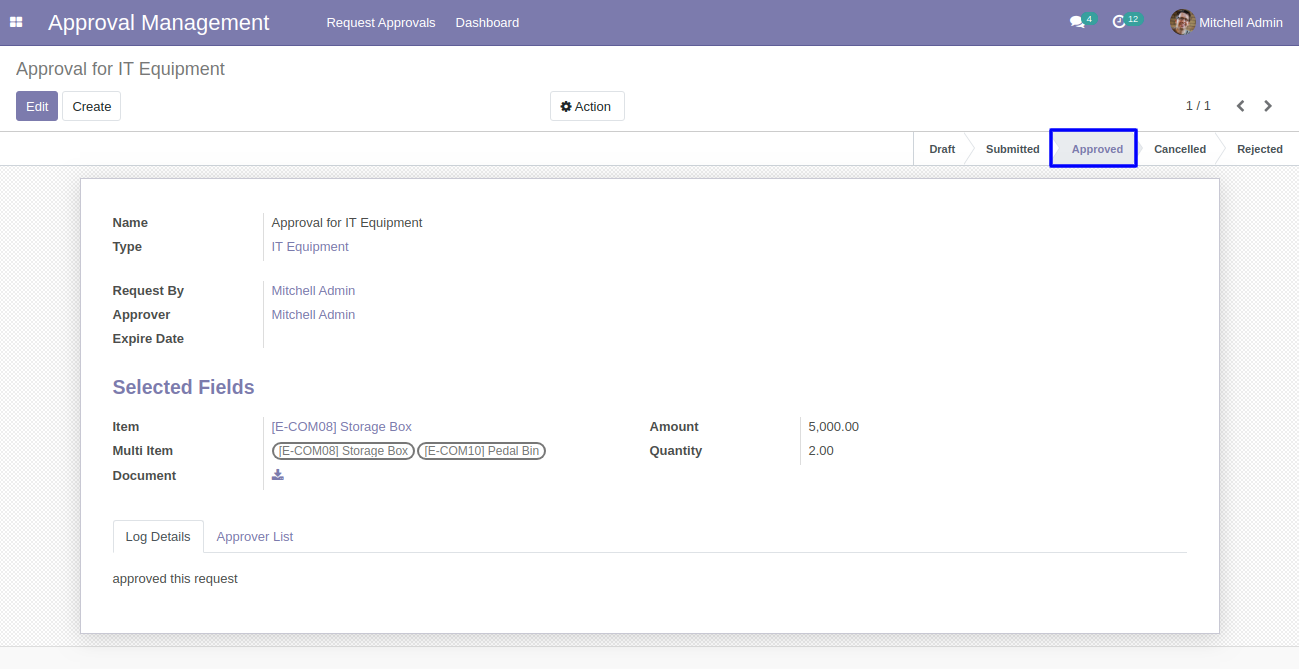 Approval Management Request Approvals Dashboard 4 12 Mitchell Admin
Approval for IT Equipment
Edit Create Action 1 / 1
Draft Submitted Approved Cancelled Rejected
Name Approval for IT Equipment
Type IT Equipment
Request By Mitchell Admin
Approver Mitchell Admin
Expire Date
Selected Fields
Item [E-COM08] Storage Box Amount 5,000.00
Multi Item [E-COM08] Storage Box [E-COM10] Pedal Bin Quantity 2.00
Document
Log Details Approver List
approved this request